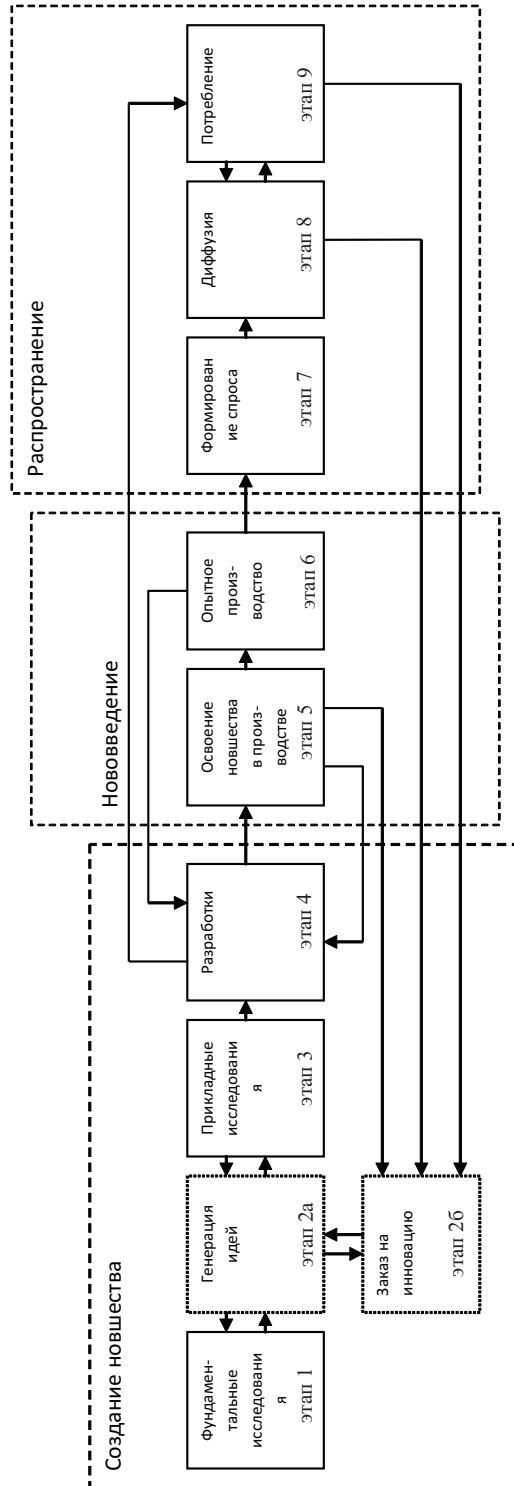 Создание новшества
Фундамен-
тальные
исследовани
я
этап 1
Генерация
идей
этап 2а
Заказ на
инновацию
этап 2б
Прикладные
исследовани
я
этап 3
Разработки
этап 4
Нововведение
Освоение
новшества
в произ-
водстве
этап 5
Опытное
произ-
водство
этап 6
Распространение
Формирован
ие спроса
этап 7
Диффузия
этап 8
Потребление
этап 9